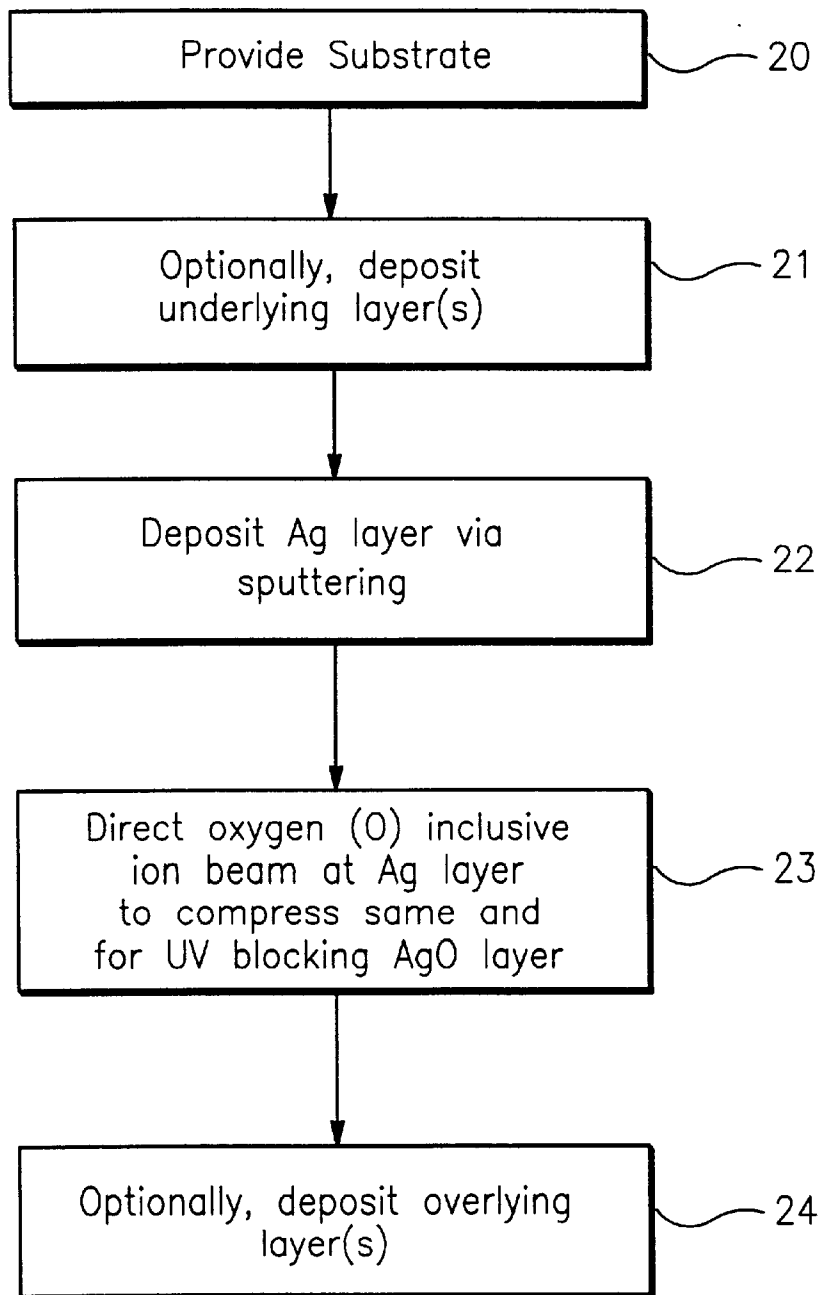 Provide Substrate
20
Optionally, deposit
underlying layer(s)
21
Deposit Ag layer via
sputtering
22
Direct oxygen (O) inclusive
ion beam at Ag layer
to compress same and
for UV blocking AgO layer
23
Optionally, deposit overlying
layer(s)
24